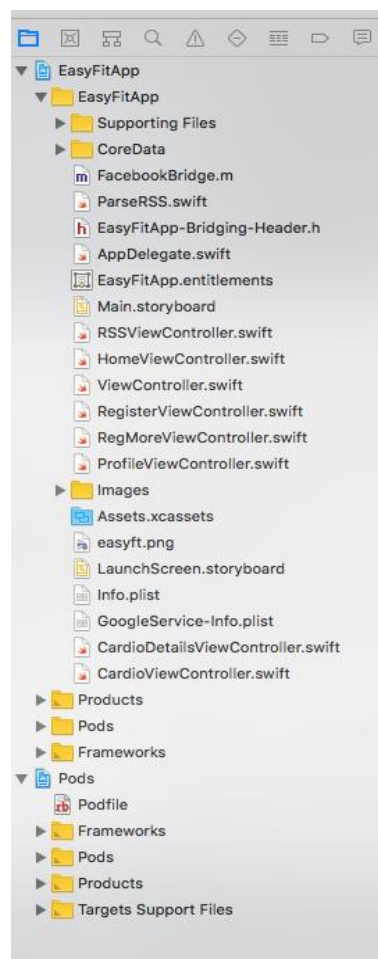 EasyFitApp
EasyFitApp
Supporting Files
CoreData
m FacebookBridge.m
ParseRSS.swift
h EasyFitApp-Bridging-Header.h
AppDelegate.swift
EasyFitApp.entitlements
Main.storyboard
RSSViewController.swift
HomeViewController.swift
ViewController.swift
RegisterViewController.swift
RegMoreViewController.swift
ProfileViewController.swift
Images
Assets.xcassets
easyft.png
LaunchScreen.storyboard
Info.plist
GoogleService-Info.plist
CardioDetailsViewController.swift
CardioViewController.swift
Products
Pods
Frameworks
Pods
rb Podfile
Frameworks
Pods
Products
Targets Support Files